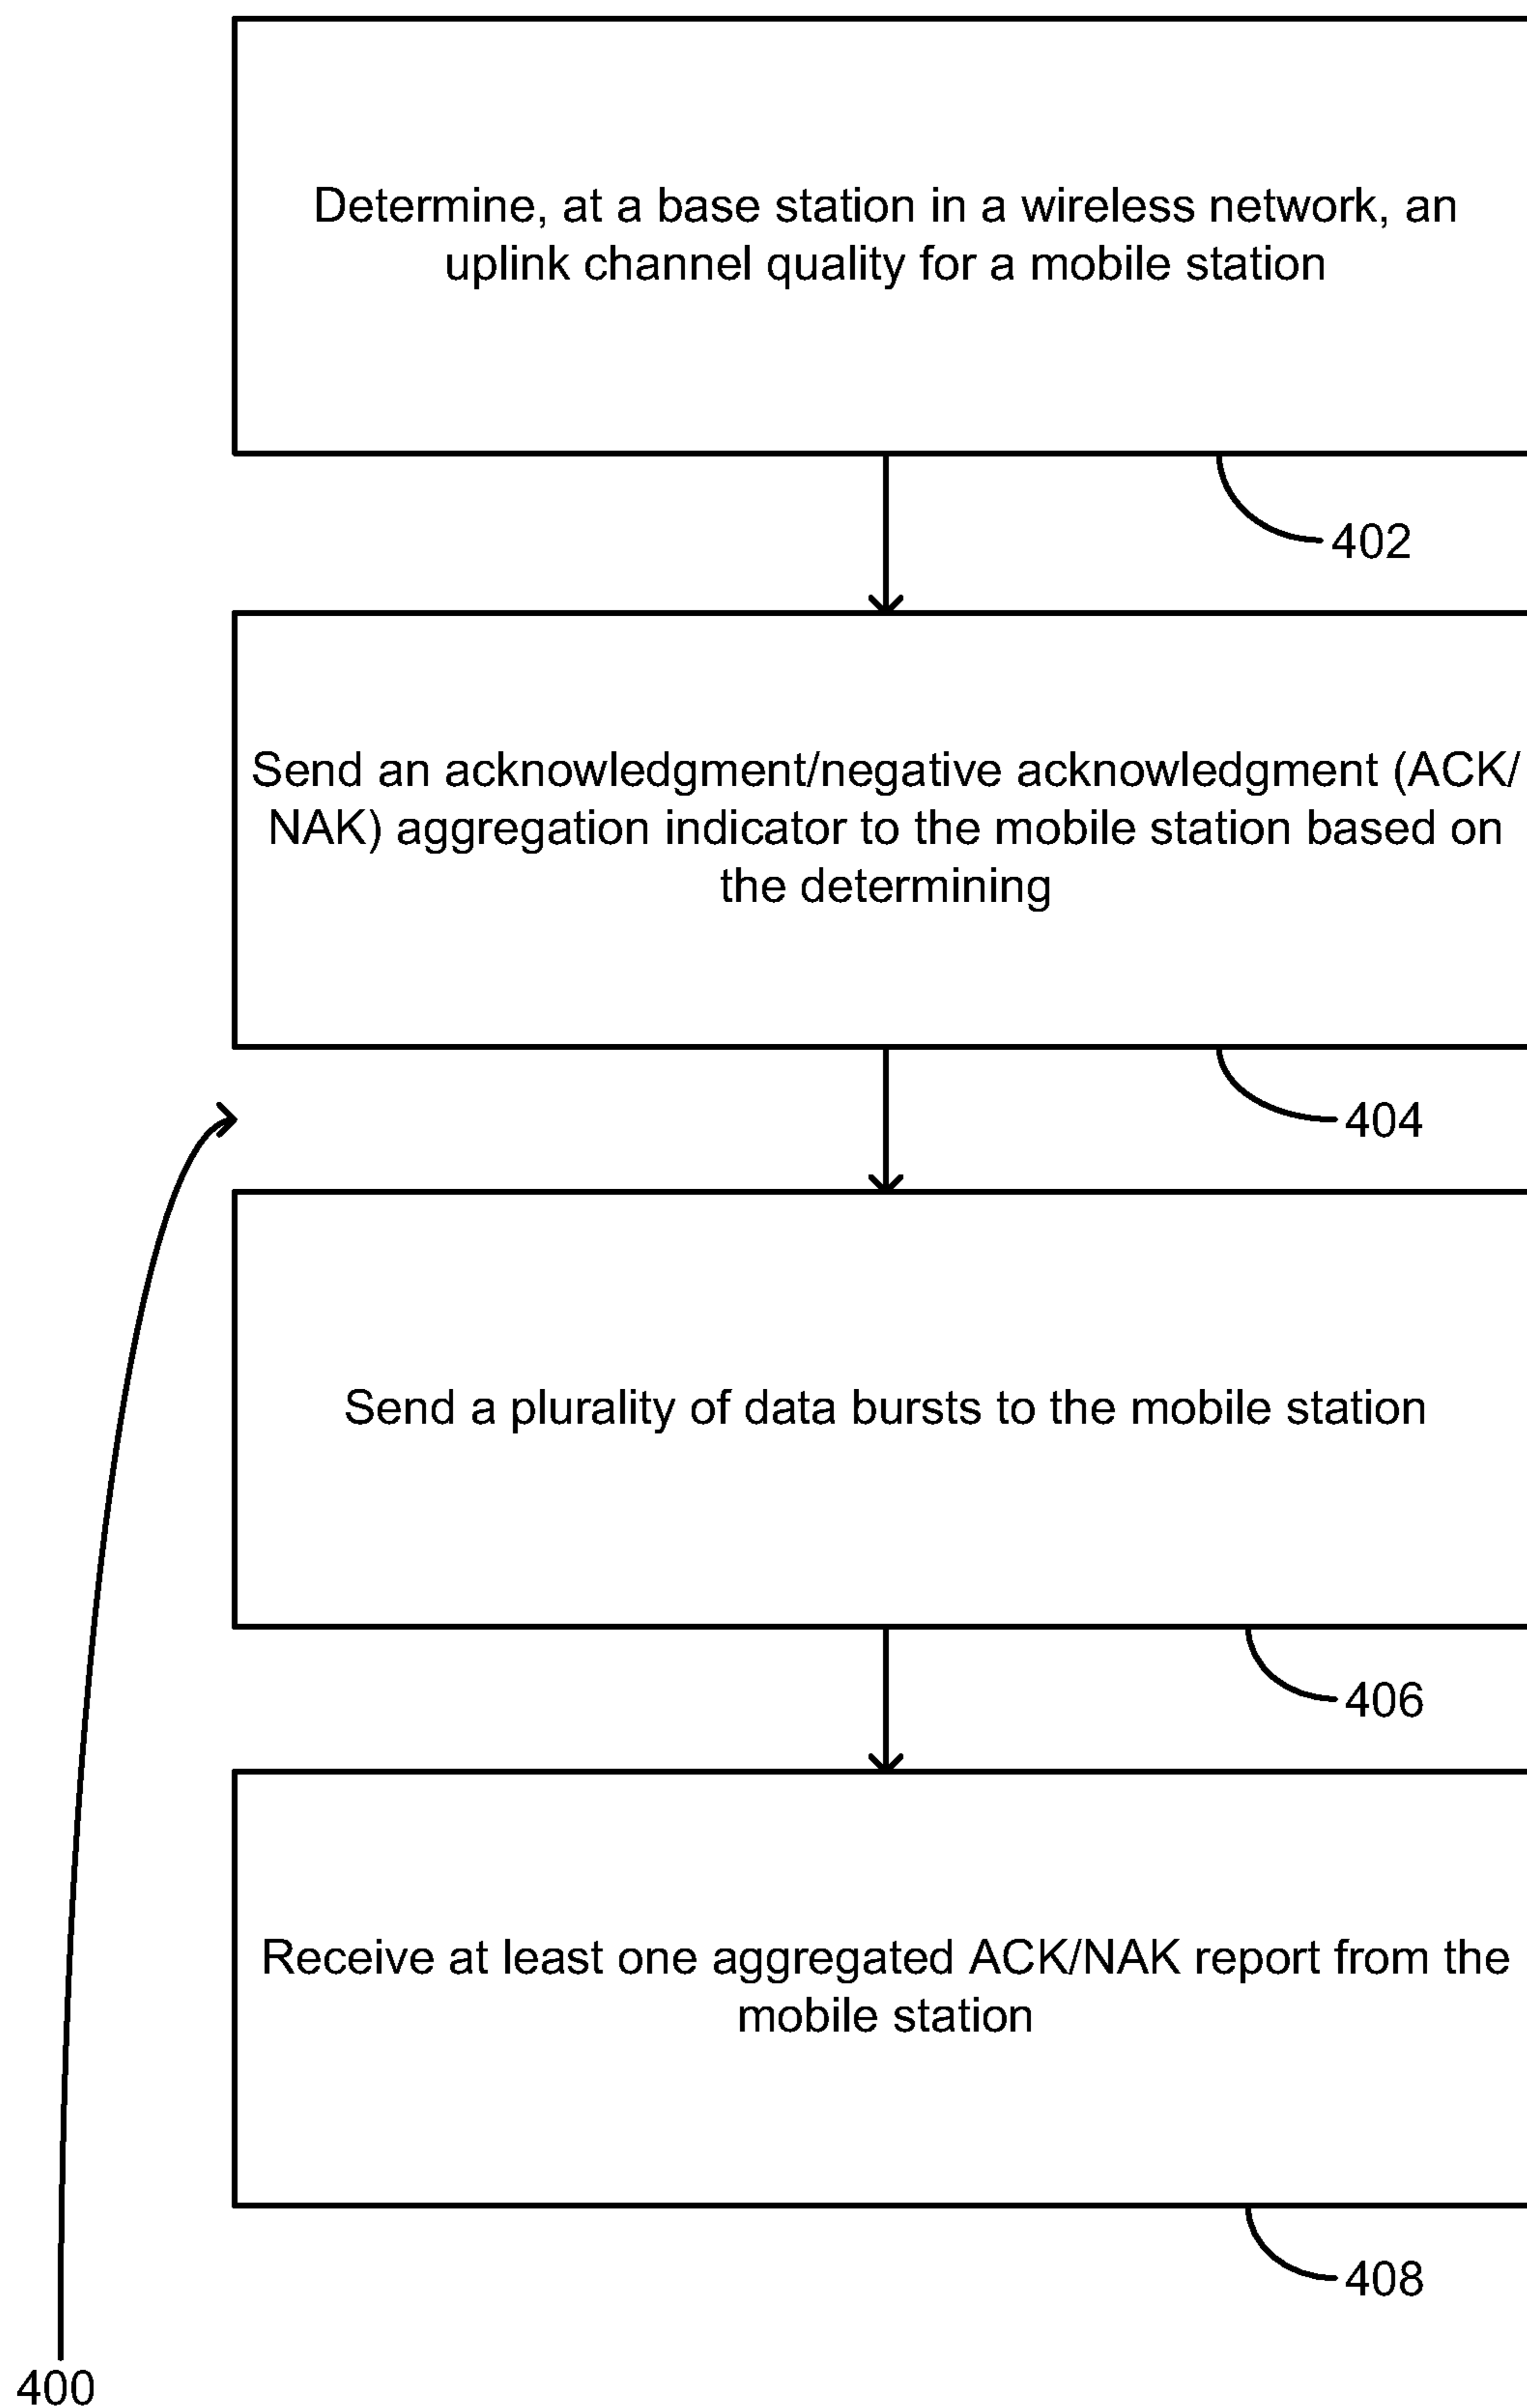 Determine, at a base station in a wireless network, an
uplink channel quality for a mobile station
402
Send an acknowledgment/negative acknowledgment (ACK/
NAK) aggregation indicator to the mobile station based on
the determining
404
Send a plurality of data bursts to the mobile station
406
Receive at least one aggregated ACK/NAK report from the
mobile station
408
400